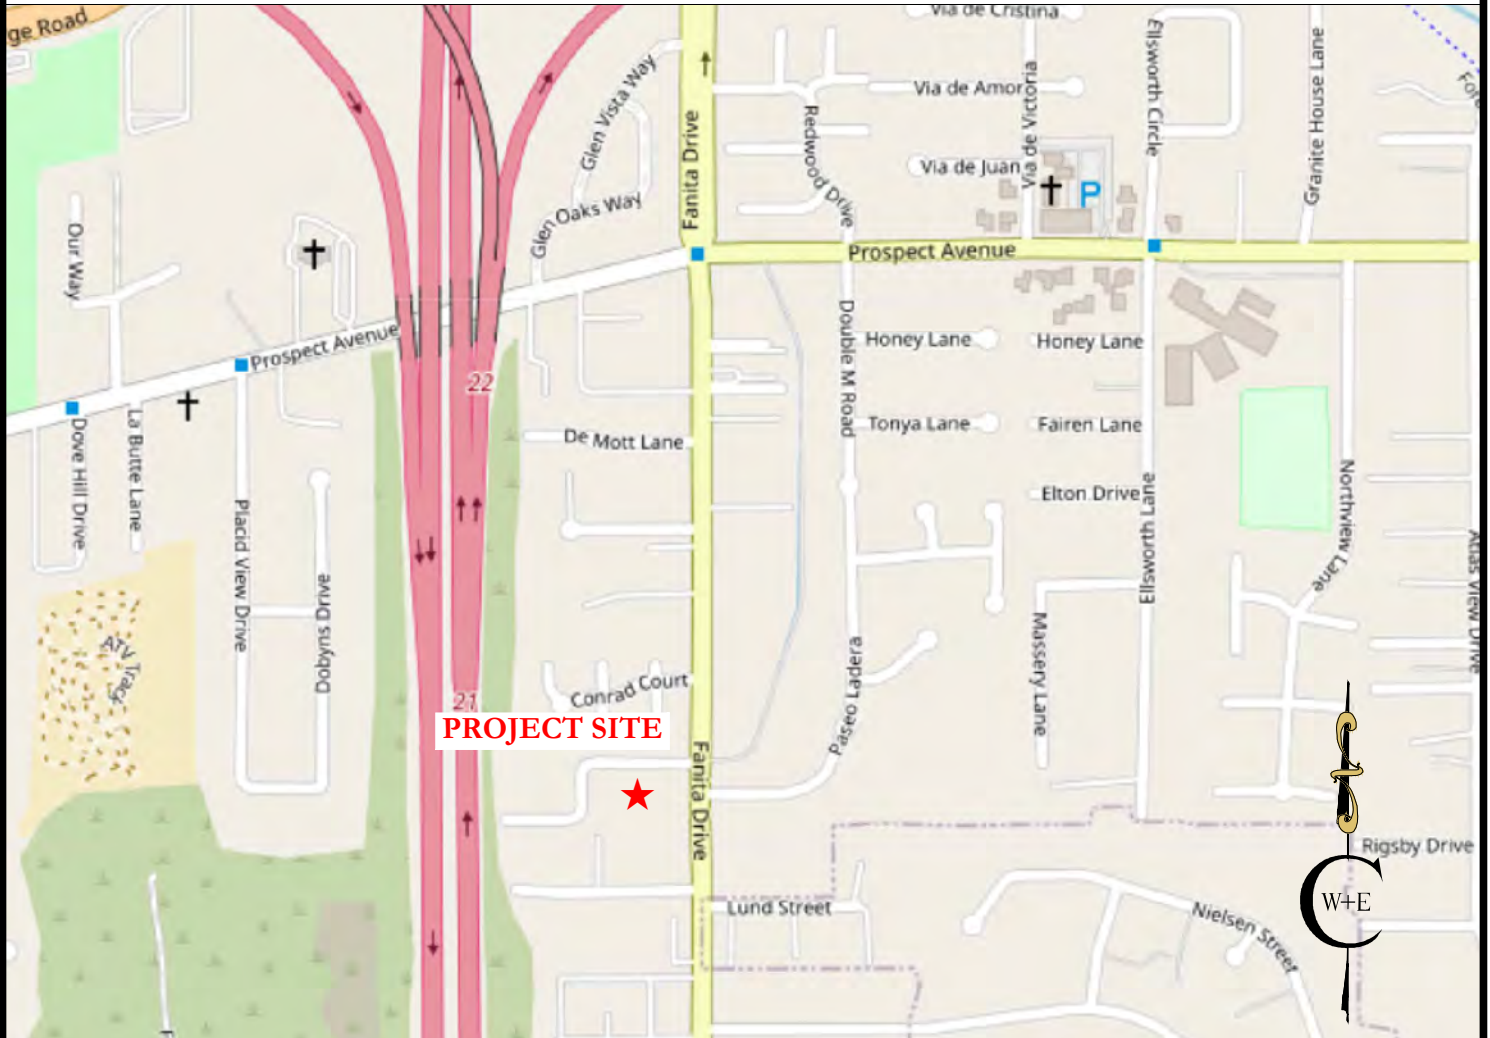 ge Road
Via de Cristina
Ellsworth Circle
Granite House Lane
Glen Vista Way
Fanita Drive
Via de Amor
Via de Victoria
Redwood Drive
Via de Juan
P
Our Way
Glen Oaks Way
Prospect Avenue
Prospect Avenue
22
Double M Road
Honey Lane
Honey Lane
Dove Hill Drive
La Butte Lane
De Mott Lane
Tonya Lane
Fairen Lane
Placid View Drive
Elton Drive
Ellsworth Lane
Northview Lane
Atlas View Drive
Dobyns Drive
ATV Track
Massery Lane
Paseo Ladera
Conrad Court
21
PROJECT SITE
Fanita Drive
Rigsby Drive
W+E
Lund Street
Nielsen Street